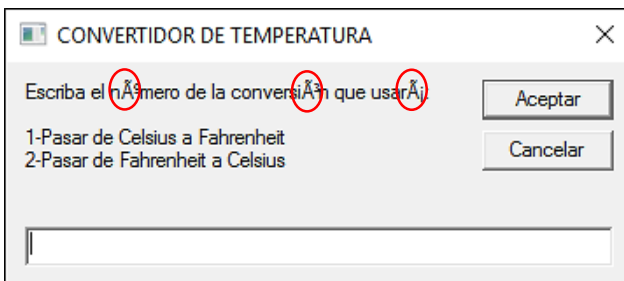 CONVERTIDOR DE TEMPERATURA
Escriba el nÃºmero de la conversiÃ³n que usarÃ¡:
Aceptar
1-Pasar de Celsius a Fahrenheit
2-Pasar de Fahrenheit a Celsius
Cancelar